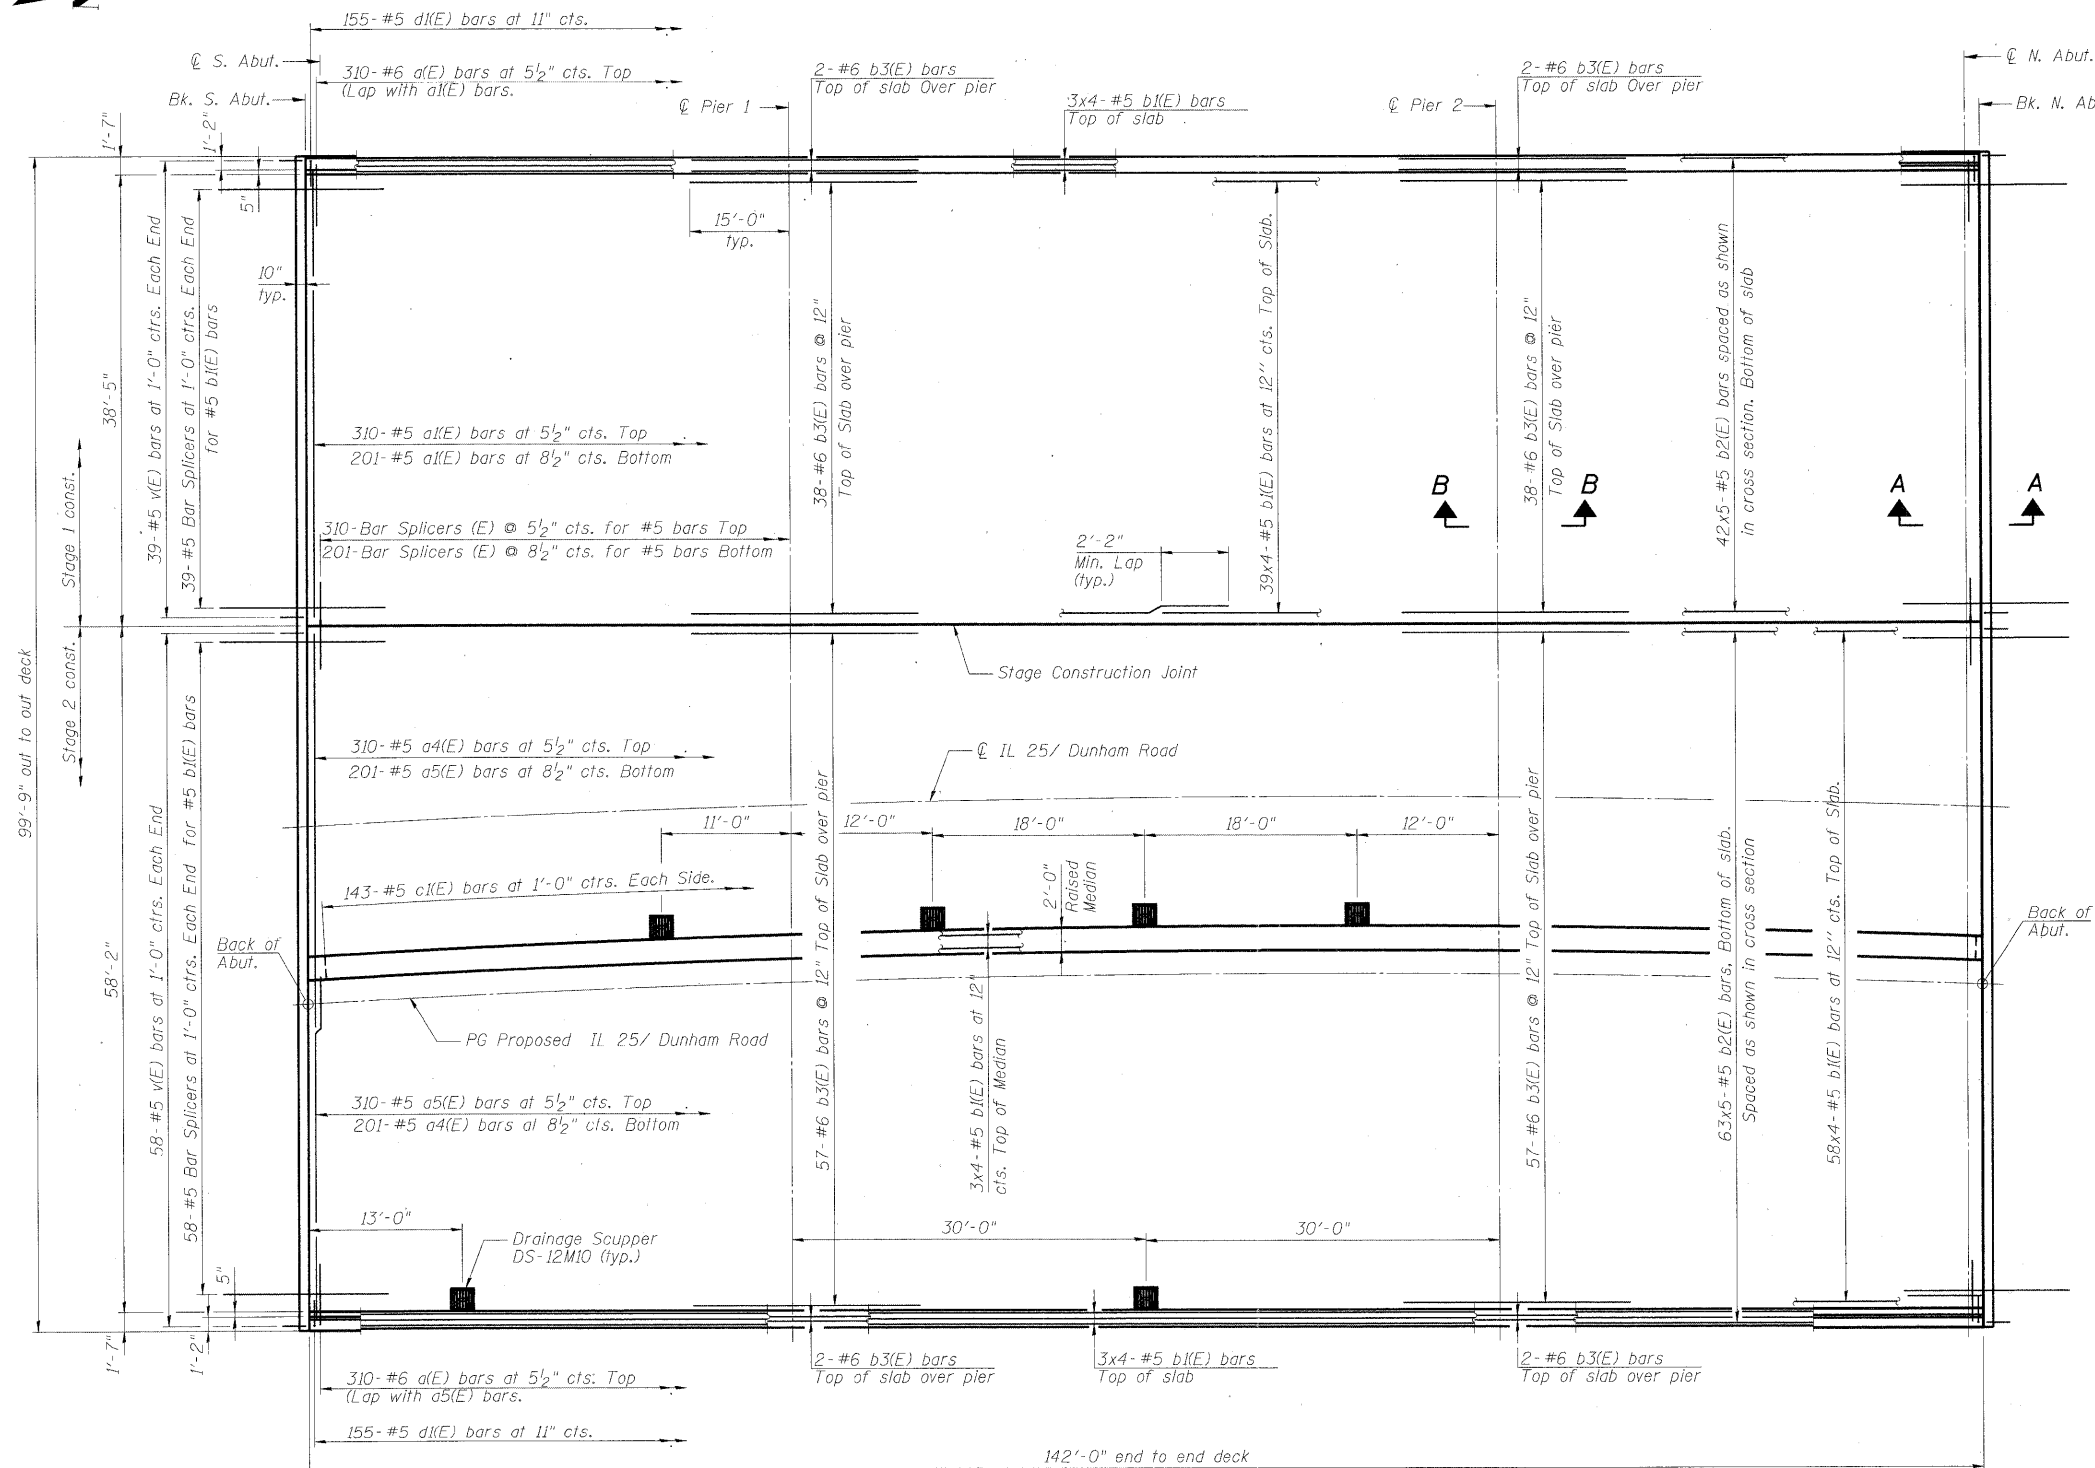 155-#5 d1(E) bars at 11" cts.
℄ S. Abut.
310-#6 a(E) bars at 5½" cts. Top
(Lap with a1(E) bars.
Bk. S. Abut.
2-#6 b3(E) bars
Top of slab Over pier
℄ Pier 1
3x4-#5 b1(E) bars
Top of slab
℄ Pier 2
2-#6 b3(E) bars
Top of slab Over pier
℄ N. Abut.
Bk. N. Ab
1'-7"
1'-2"
5"
15'-0"
typ.
10"
typ.
99'-9" out to out deck
38'-5"
Stage 1 const.
Stage 2 const.
58'-2"
39-#5 v(E) bars at 1'-0" ctrs. Each End
39-#5 Bar Splicers at 1'-0" ctrs. Each End
for #5 b1(E) bars
38-#6 b3(E) bars @ 12"
Top of Slab over pier
39x4-#5 b1(E) bars at 12" cts. Top of Slab.
38-#6 b3(E) bars @ 12"
Top of Slab over pier
42x5-#5 b2(E) bars spaced as shown
in cross section. Bottom of slab
310-#5 a1(E) bars at 5½" cts. Top
201-#5 a1(E) bars at 8½" cts. Bottom
B B A A
310-Bar Splicers (E) @ 5½" cts. for #5 bars Top
201-Bar Splicers (E) @ 8½" cts. for #5 bars Bottom
2'-2"
Min. Lap
(typ.)
Stage Construction Joint
58-#5 v(E) bars at 1'-0" ctrs. Each End
58-#5 Bar Splicers at 1'-0" ctrs. Each End for #5 b1(E) bars
310-#5 a4(E) bars at 5½" cts. Top
201-#5 a5(E) bars at 8½" cts. Bottom
℄ IL 25/ Dunham Road
11'-0"
12'-0"
18'-0"
18'-0"
12'-0"
143-#5 c1(E) bars at 1'-0" ctrs. Each Side.
2'-0"
Raised
Median
Back of
Abut.
Back of
Abut.
PG Proposed IL 25/ Dunham Road
57-#6 b3(E) bars @ 12" Top of Slab over pier
3x4-#5 b1(E) bars at 12"
cts. Top of Median
57-#6 b3(E) bars @ 12" Top of Slab over pier
63x5-#5 b2(E) bars. Bottom of slab.
Spaced as shown in cross section
58x4-#5 b1(E) bars at 12" cts. Top of Slab.
310-#5 a5(E) bars at 5½" cts. Top
201-#5 a4(E) bars at 8½" cts. Bottom
13'-0"
Drainage Scupper
DS-12M10 (typ.)
30'-0"
30'-0"
5"
1'-7"
1'-2"
310-#6 a(E) bars at 5½" cts. Top
(Lap with a5(E) bars.
2-#6 b3(E) bars
Top of slab over pier
3x4-#5 b1(E) bars
Top of slab
2-#6 b3(E) bars
Top of slab over pier
155-#5 d1(E) bars at 11" cts.
142'-0" end to end deck